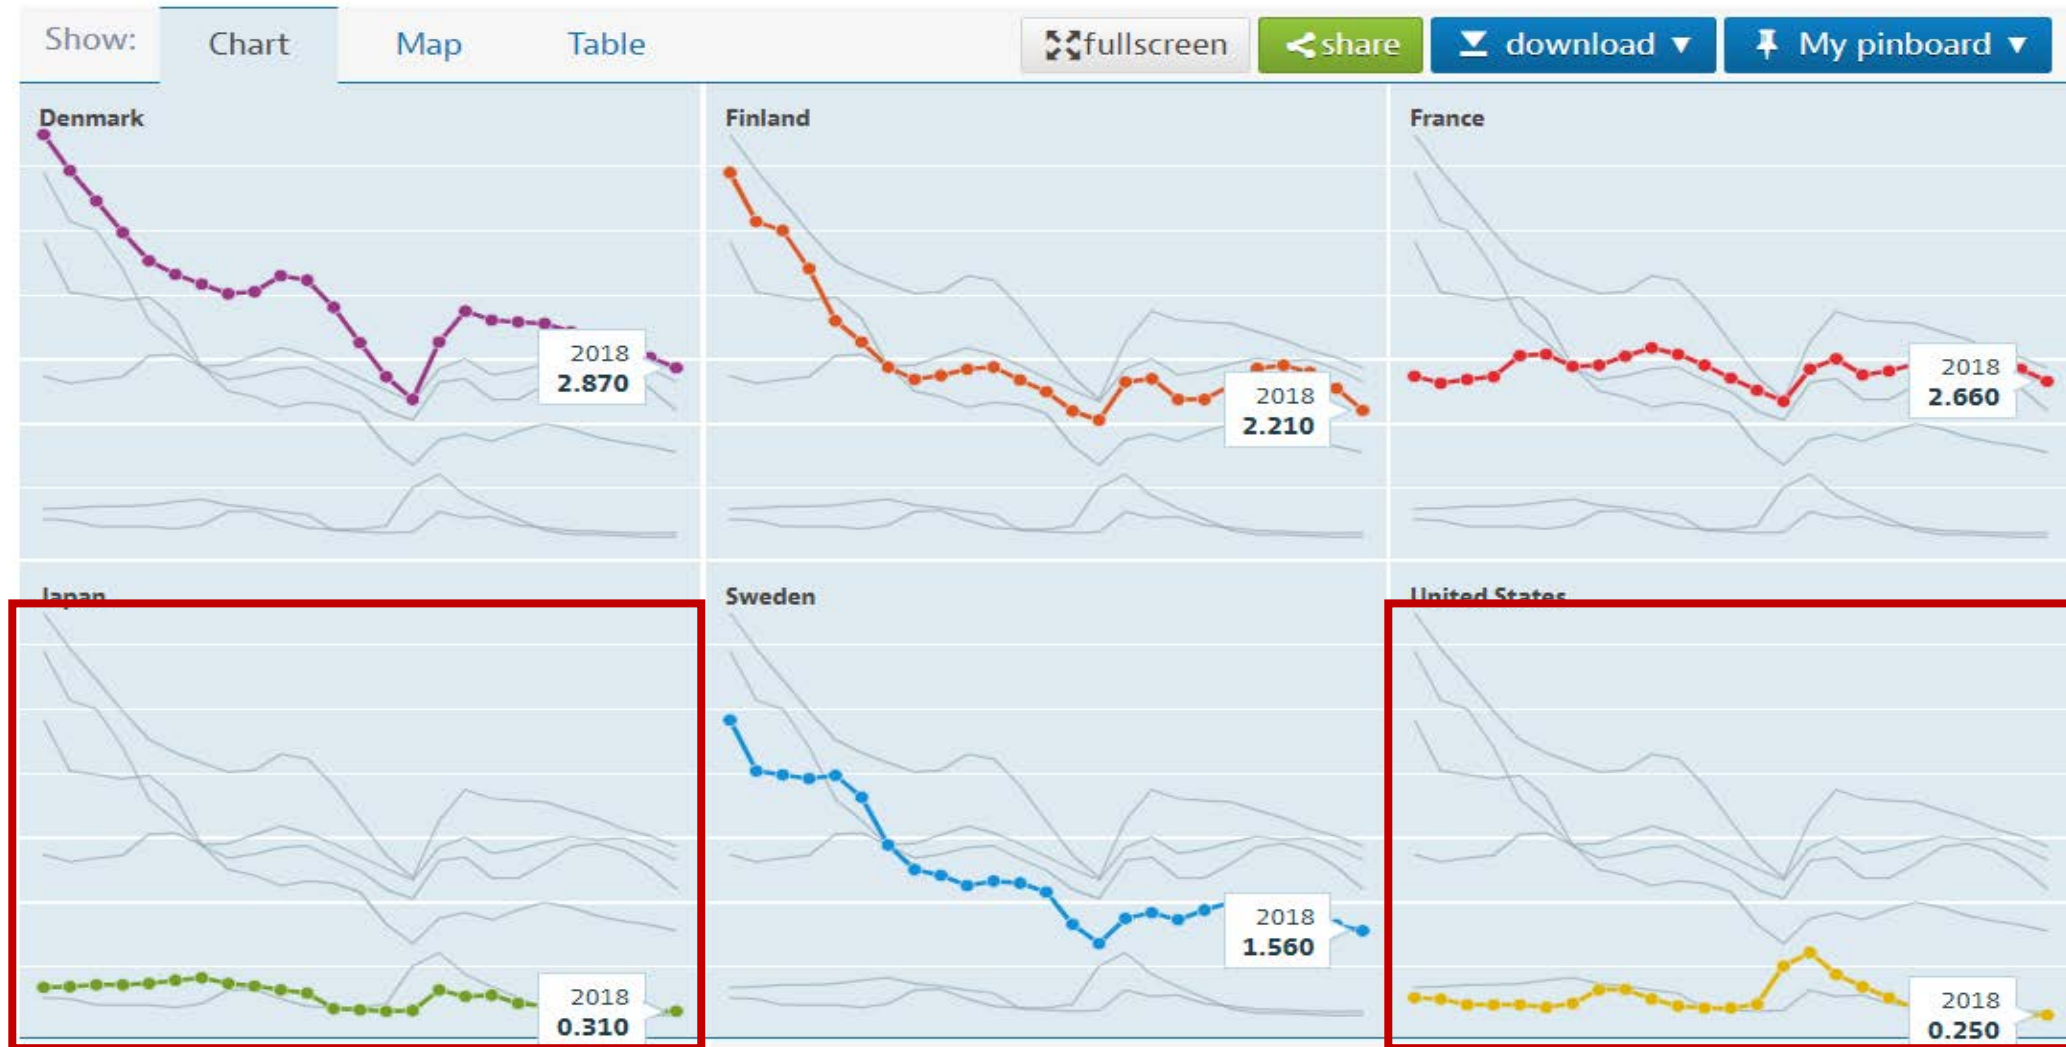 Show: Chart Map Table fullscreen share download My pinboard
Denmark
2018
2.870
Finland
2018
2.210
France
2018
2.660
Japan
2018
0.310
Sweden
2018
1.560
United States
2018
0.250